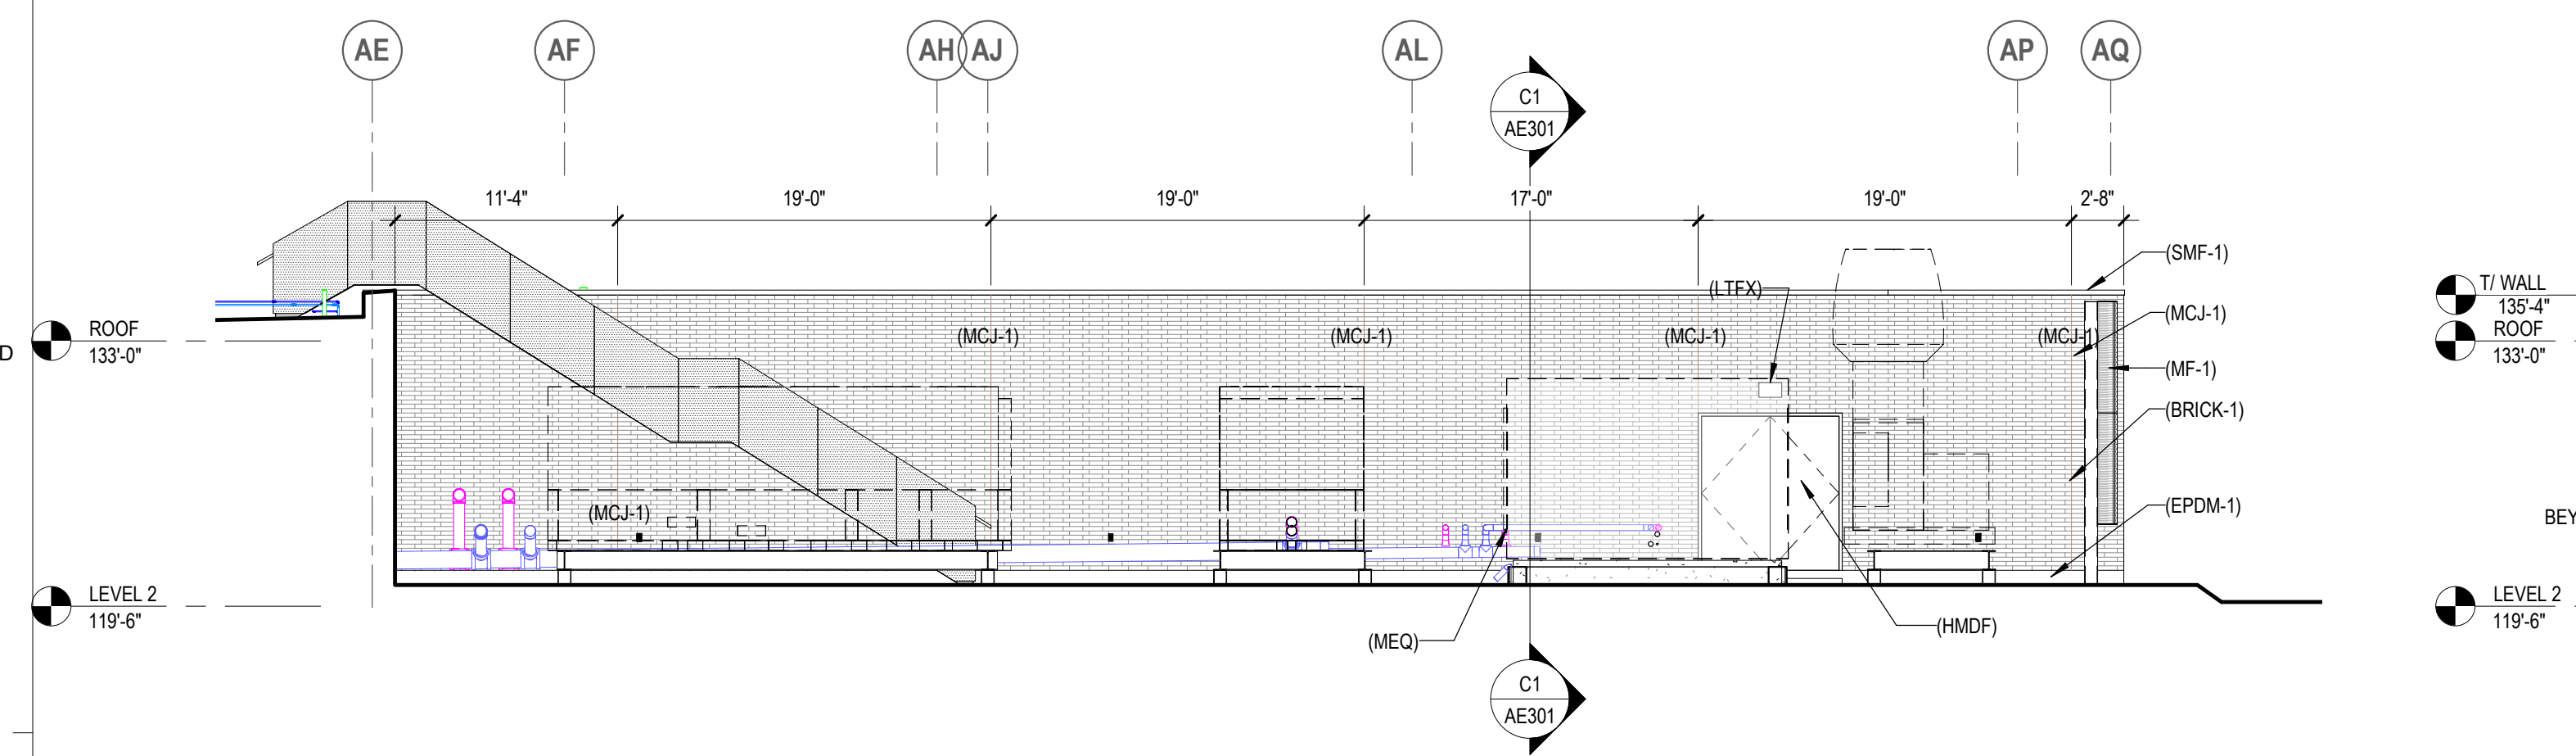 AE AF AH AJ AL AP AQ
C1
AE301
11'-4" 19'-0" 19'-0" 17'-0" 19'-0" 2'-8"
(SMF-1)
(LTFX)
T/ WALL
135'-4"
(MCJ-1)
ROOF
133'-0"
(MCJ-1) (MCJ-1) (MCJ-1) (MCJ-1)
ROOF
133'-0"
D
(MF-1)
(BRICK-1)
(EPDM-1)
(MCJ-1)
BEY
LEVEL 2
119'-6"
LEVEL 2
119'-6"
(MEQ)
(HMDF)
C1
AE301